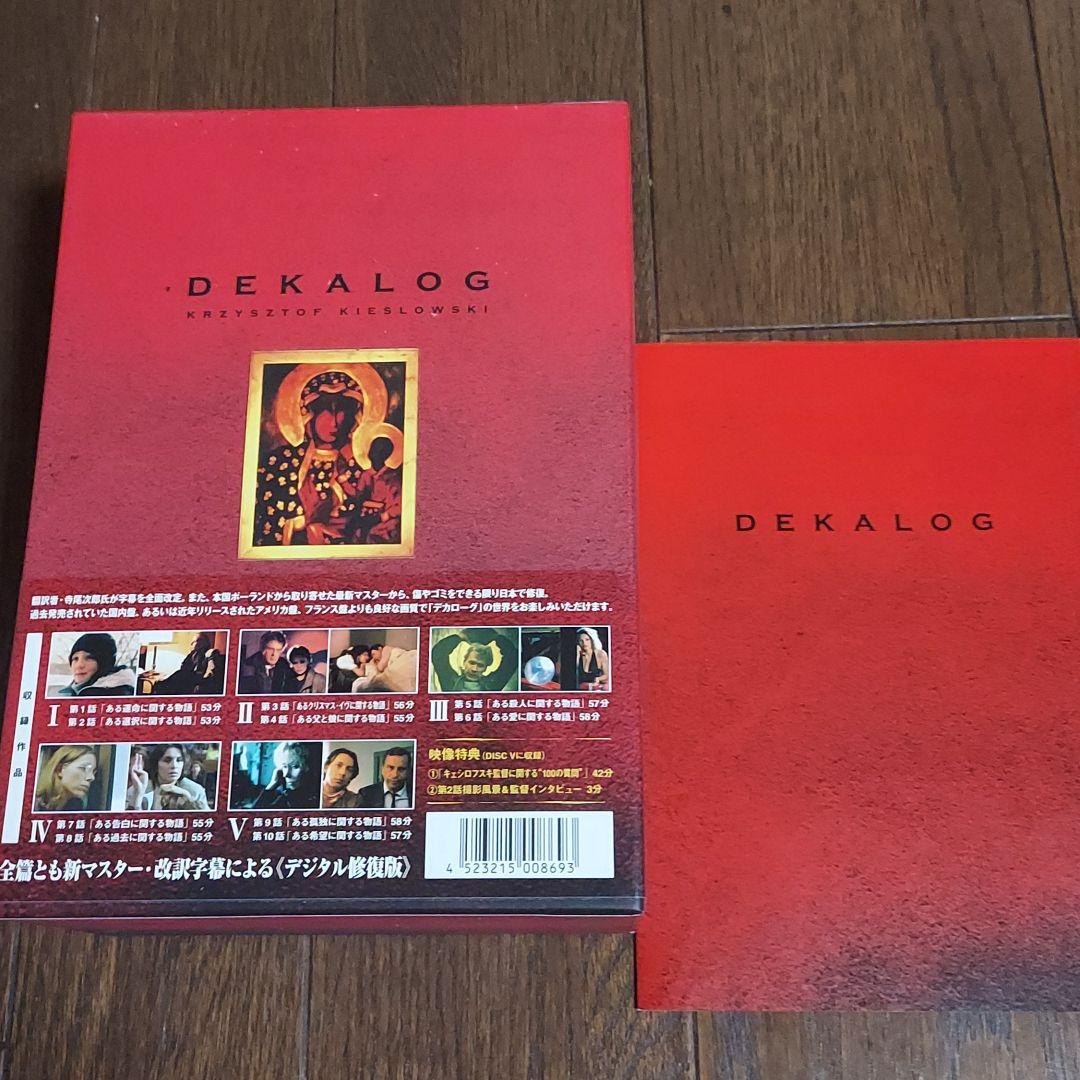 DEKALOG
KRZYSZTOF KIESLOWSKI
翻訳者・寺尾次郎氏が字幕を全面改定。また、本国ポーランドから取り寄せた最新マスターから、傷やゴミをできる限り日本で修復。
過去発売されていた国内盤、あるいは近年リリースされたアメリカ盤、フランス盤よりも良好な画質で「デカローグ」の世界をお楽しみいただけます。
収録作品
I 第1話「ある運命に関する物語」53分
第2話「ある選択に関する物語」53分
II 第3話「あるクリスマス・イヴに関する物語」56分
第4話「ある父と娘に関する物語」55分
III 第5話「ある殺人に関する物語」57分
第6話「ある愛に関する物語」58分
IV 第7話「ある告白に関する物語」55分
第8話「ある過去に関する物語」55分
V 第9話「ある孤独に関する物語」58分
第10話「ある希望に関する物語」57分
映像特典(DISC Vに収録)
①「キェシロフスキ監督に関する“100の質問”」42分
②第2話撮影風景&監督インタビュー 3分
全篇とも新マスター・改訳字幕による《デジタル修復版》
4 523215 008693
DEKALOG